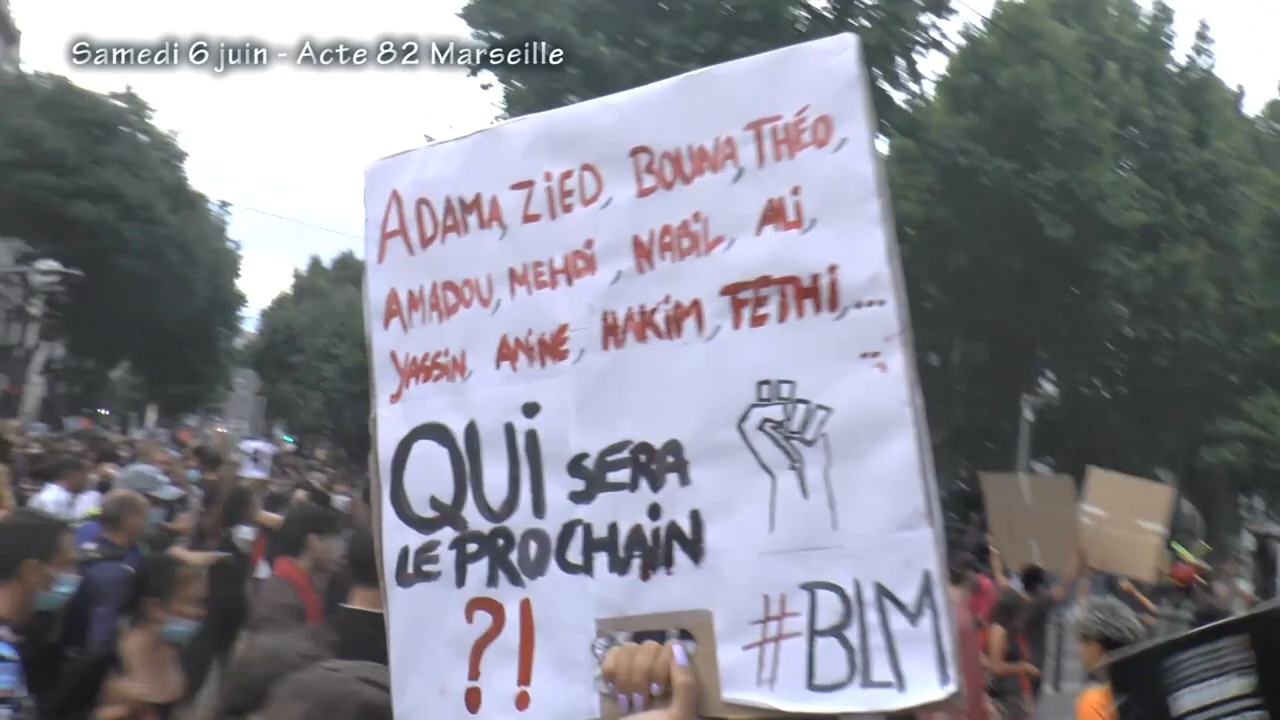 Samedi 6 juin - Acte 82 Marseille
ADAMA, ZiED, BOUNA, THÉO,
AMADOU, MEHDi, NABiL, ALi,
YASSiN, AMiNE, HAKiM, FETHi,...
QUi SERA
LE PROCHAiN
?!
#BLM